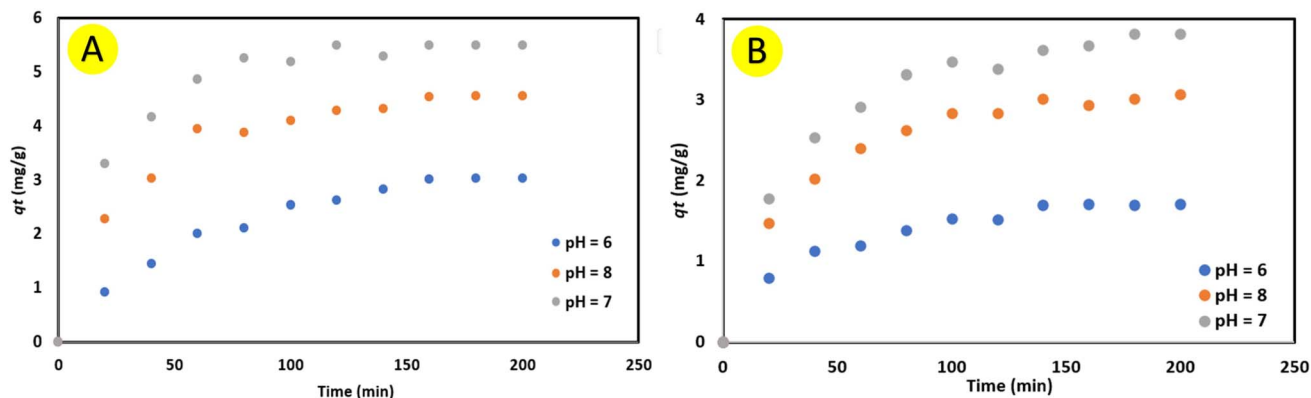 A
6
5
4
3
2
1
0
qt (mg/g)
0 50 100 150 200 250
Time (min)
pH = 6
pH = 8
pH = 7
B
4
3
2
1
0
qt (mg/g)
0 50 100 150 200 250
Time (min)
pH = 6
pH = 8
pH = 7